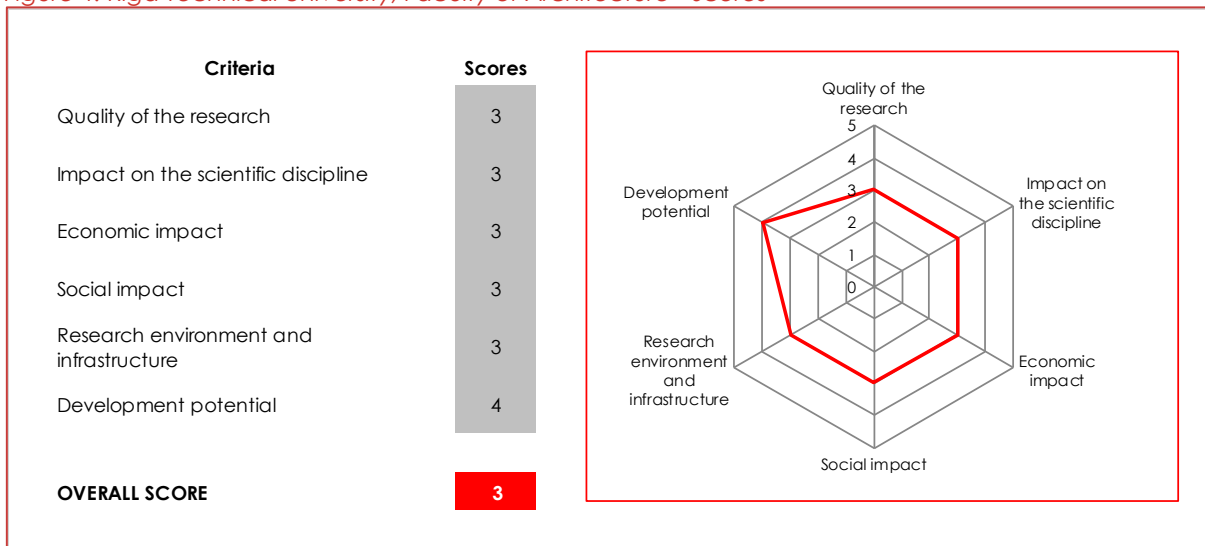 Criteria Scores
Quality of the research 3
Impact on the scientific discipline 3
Economic impact 3
Social impact 3
Research environment and
infrastructure 3
Development potential 4
OVERALL SCORE 3
Quality of the
research
5
4
3
2
1
0
Impact on
the scientific
discipline
Economic
impact
Social impact
Research
environment
and
infrastructure
Development
potential